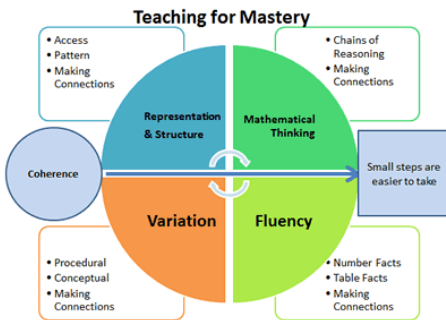 Teaching for Mastery
• Access
• Pattern
• Making
Connections
• Chains of
Reasoning
• Making
Connections
Representation
& Structure
Mathematical
Thinking
Coherence
Small steps are
easier to take
Variation
Fluency
• Procedural
• Conceptual
• Making
Connections
• Number Facts
• Table Facts
• Making
Connections